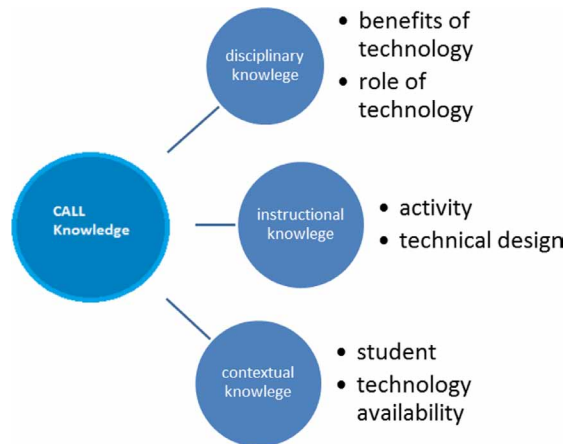 CALL
Knowledge
disciplinary
knowlege
• benefits of
technology
• role of
technology
instructional
knowlege
• activity
• technical design
contextual
knowlege
• student
• technology
availability